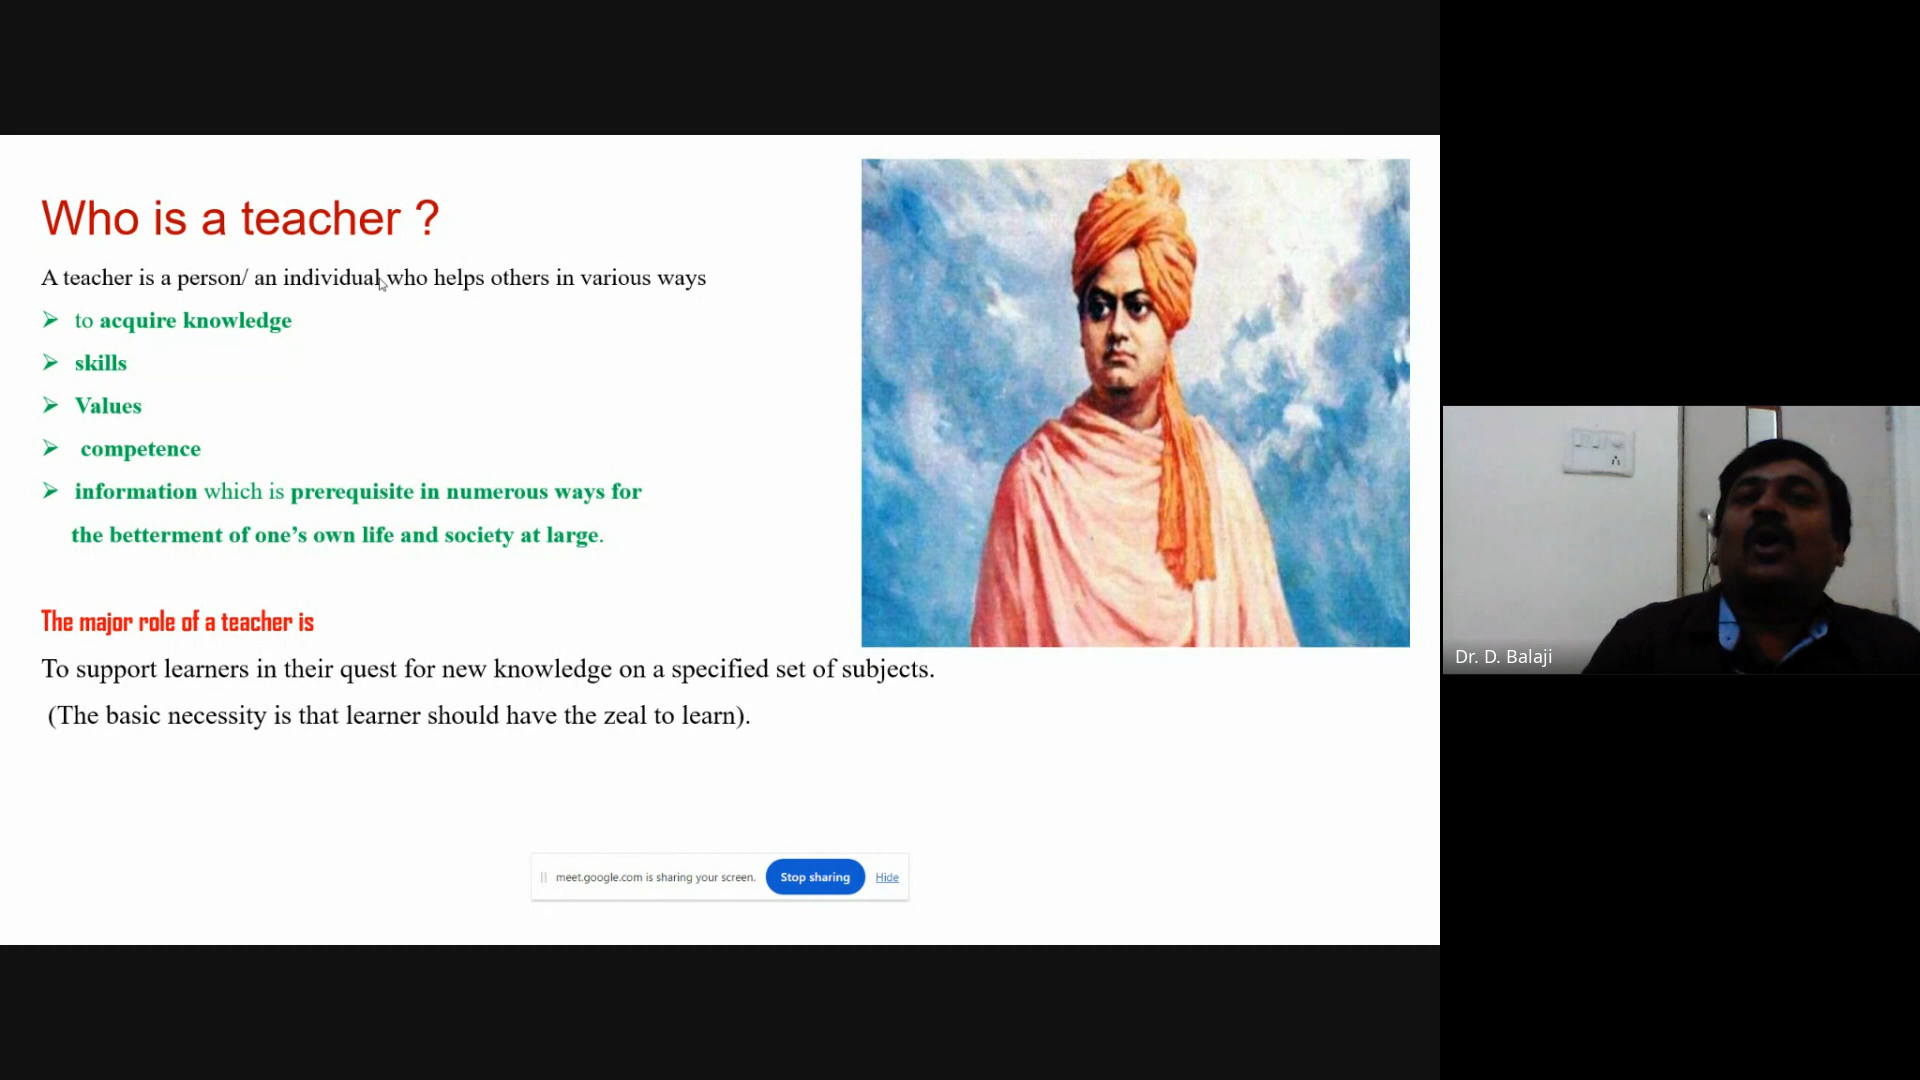 Who is a teacher ?
A teacher is a person/ an individual who helps others in various ways
➢ to acquire knowledge
➢ skills
➢ Values
➢ competence
➢ information which is prerequisite in numerous ways for
the betterment of one’s own life and society at large.
The major role of a teacher is
To support learners in their quest for new knowledge on a specified set of subjects.
(The basic necessity is that learner should have the zeal to learn).
meet.google.com is sharing your screen. Stop sharing Hide
Dr. D. Balaji